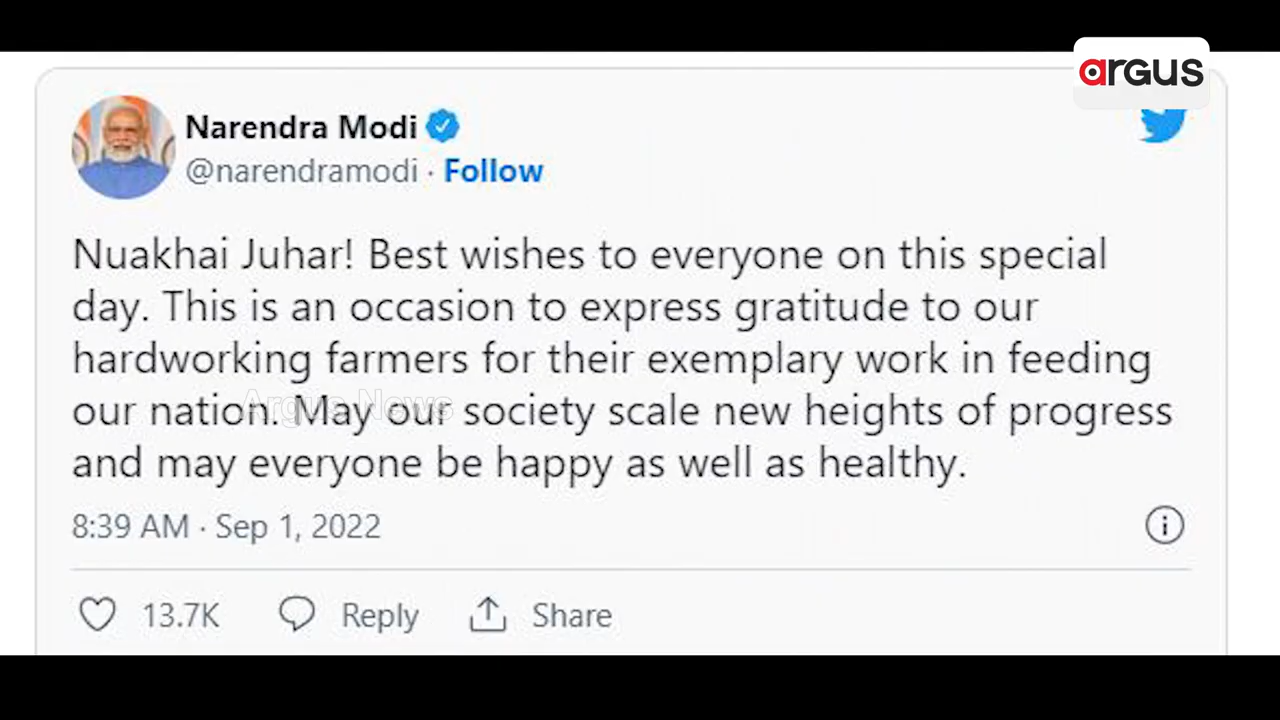 argus
Narendra Modi
@narendramodi · Follow
Nuakhai Juhar! Best wishes to everyone on this special
day. This is an occasion to express gratitude to our
hardworking farmers for their exemplary work in feeding
our nation. May our society scale new heights of progress
Argus News
and may everyone be happy as well as healthy.
8:39 AM · Sep 1, 2022
13.7K Reply Share